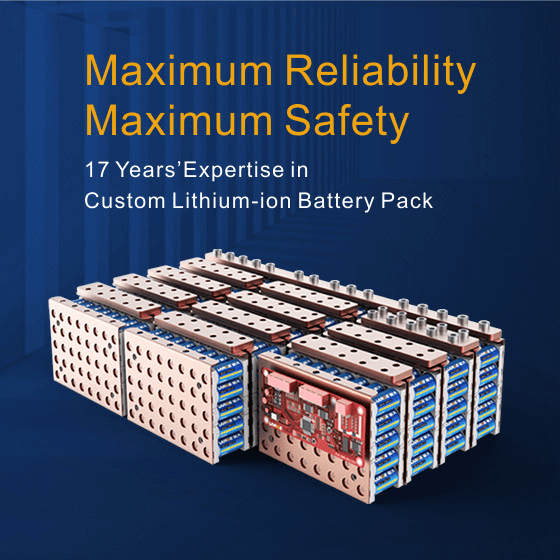 Maximum Reliability
Maximum Safety
17 Years'Expertise in
Custom Lithium-ion Battery Pack